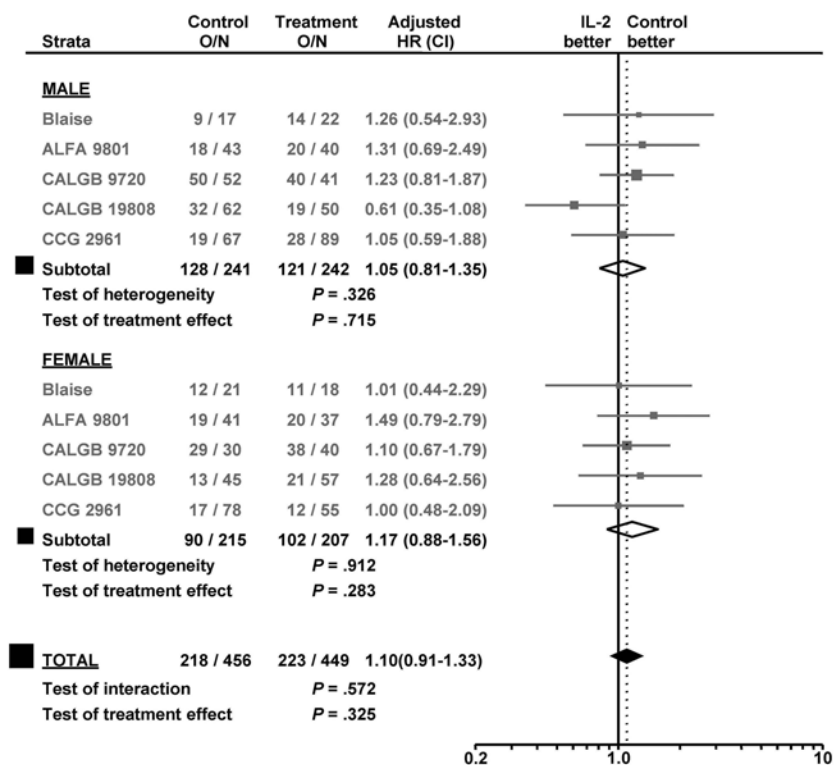 Strata Control O/N Treatment O/N Adjusted HR (CI) IL-2 better Control better
MALE
Blaise 9 / 17 14 / 22 1.26 (0.54-2.93)
ALFA 9801 18 / 43 20 / 40 1.31 (0.69-2.49)
CALGB 9720 50 / 52 40 / 41 1.23 (0.81-1.87)
CALGB 19808 32 / 62 19 / 50 0.61 (0.35-1.08)
CCG 2961 19 / 67 28 / 89 1.05 (0.59-1.88)
Subtotal 128 / 241 121 / 242 1.05 (0.81-1.35)
Test of heterogeneity P = .326
Test of treatment effect P = .715
FEMALE
Blaise 12 / 21 11 / 18 1.01 (0.44-2.29)
ALFA 9801 19 / 41 20 / 37 1.49 (0.79-2.79)
CALGB 9720 29 / 30 38 / 40 1.10 (0.67-1.79)
CALGB 19808 13 / 45 21 / 57 1.28 (0.64-2.56)
CCG 2961 17 / 78 12 / 55 1.00 (0.48-2.09)
Subtotal 90 / 215 102 / 207 1.17 (0.88-1.56)
Test of heterogeneity P = .912
Test of treatment effect P = .283
TOTAL 218 / 456 223 / 449 1.10(0.91-1.33)
Test of interaction P = .572
Test of treatment effect P = .325
0.2 1.0 10